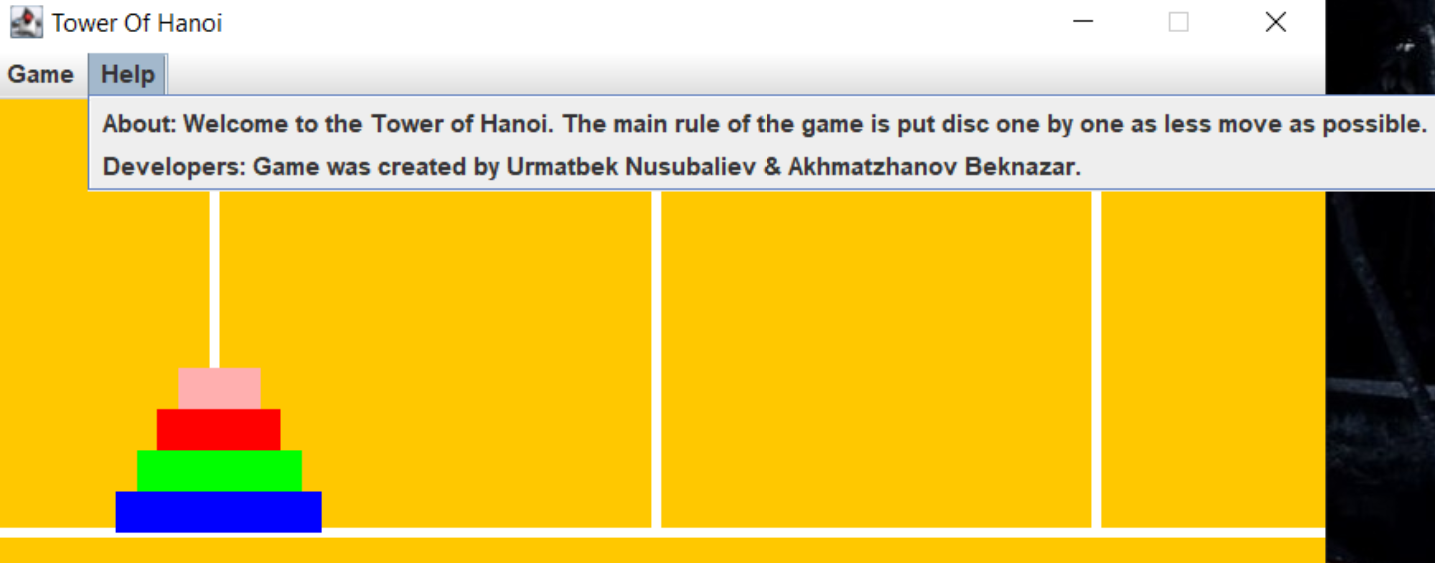 Tower Of Hanoi
Game Help
About: Welcome to the Tower of Hanoi. The main rule of the game is put disc one by one as less move as possible.
Developers: Game was created by Urmatbek Nusubaliev & Akhmatzhanov Beknazar.